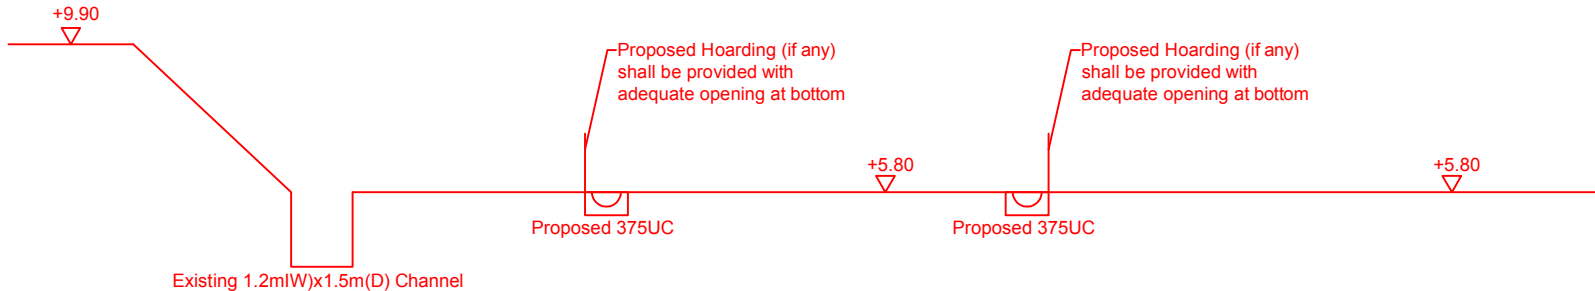 +9.90
Proposed Hoarding (if any)
shall be provided with
adequate opening at bottom
Proposed Hoarding (if any)
shall be provided with
adequate opening at bottom
+5.80
+5.80
Proposed 375UC
Proposed 375UC
Existing 1.2mIW)x1.5m(D) Channel